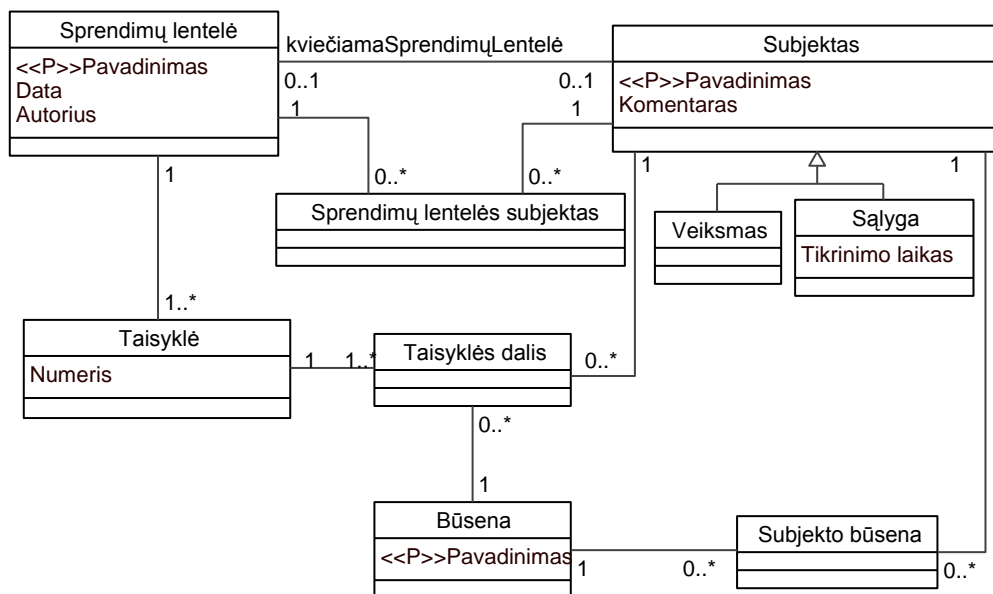 Sprendimų lentelė
<<P>>Pavadinimas
Data
Autorius
kviečiamaSprendimųLentelė
0..1
0..1
1
1
0..*
0..*
Subjektas
<<P>>Pavadinimas
Komentaras
Sprendimų lentelės subjektas
1
1
1
Veiksmas
Sąlyga
Tikrinimo laikas
1..*
Taisyklė
Numeris
1
1..*
Taisyklės dalis
0..*
0..*
1
Būsena
<<P>>Pavadinimas
1
0..*
Subjekto būsena
0..*